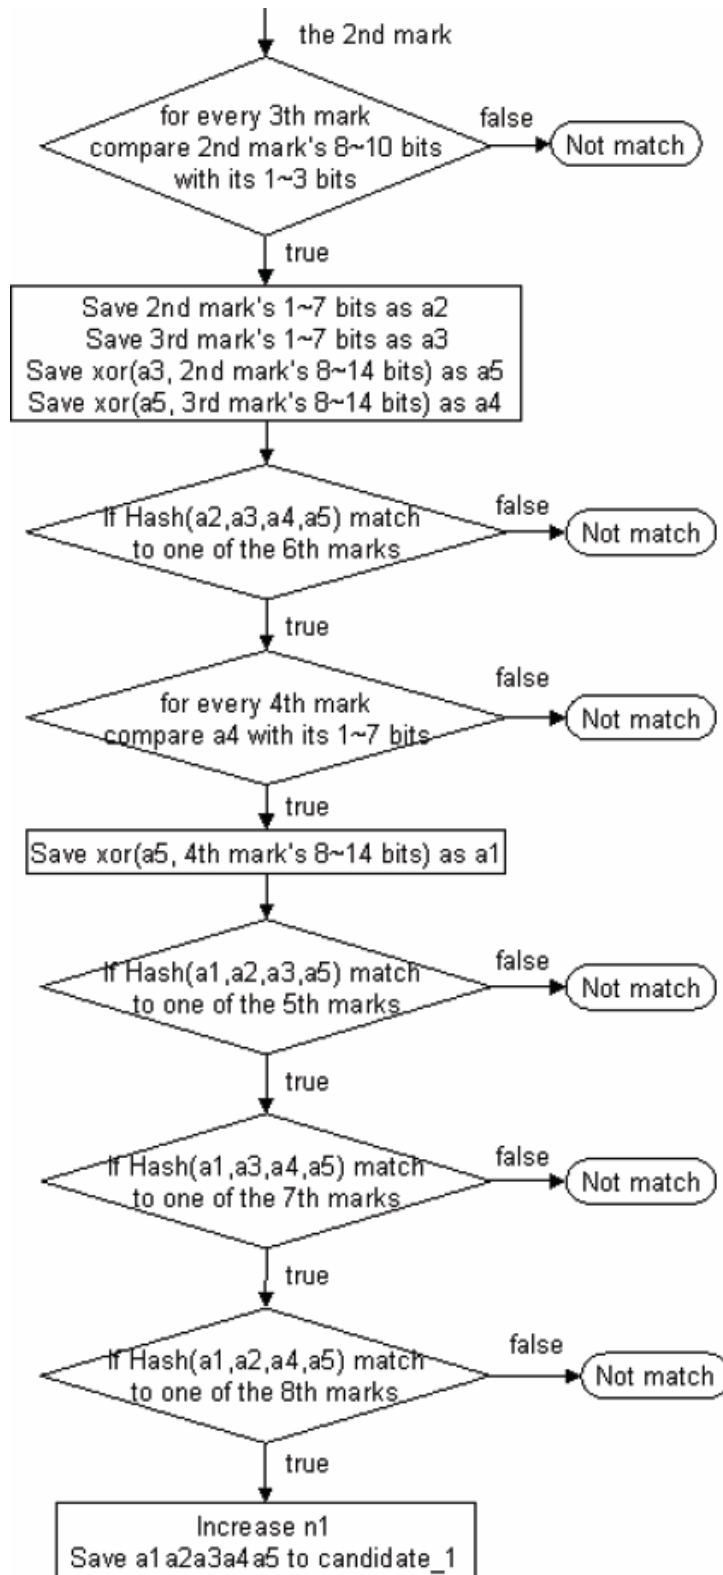 the 2nd mark
for every 3th mark
compare 2nd mark's 8~10 bits
with its 1~3 bits
false
Not match
true
Save 2nd mark's 1~7 bits as a2
Save 3rd mark's 1~7 bits as a3
Save xor(a3, 2nd mark's 8~14 bits) as a5
Save xor(a5, 3rd mark's 8~14 bits) as a4
If Hash(a2,a3,a4,a5) match
to one of the 6th marks
false
Not match
true
for every 4th mark
compare a4 with its 1~7 bits
false
Not match
true
Save xor(a5, 4th mark's 8~14 bits) as a1
If Hash(a1,a2,a3,a5) match
to one of the 5th marks
false
Not match
true
If Hash(a1,a3,a4,a5) match
to one of the 7th marks
false
Not match
true
If Hash(a1,a2,a4,a5) match
to one of the 8th marks
false
Not match
true
Increase n1
Save a1a2a3a4a5 to candidate_1